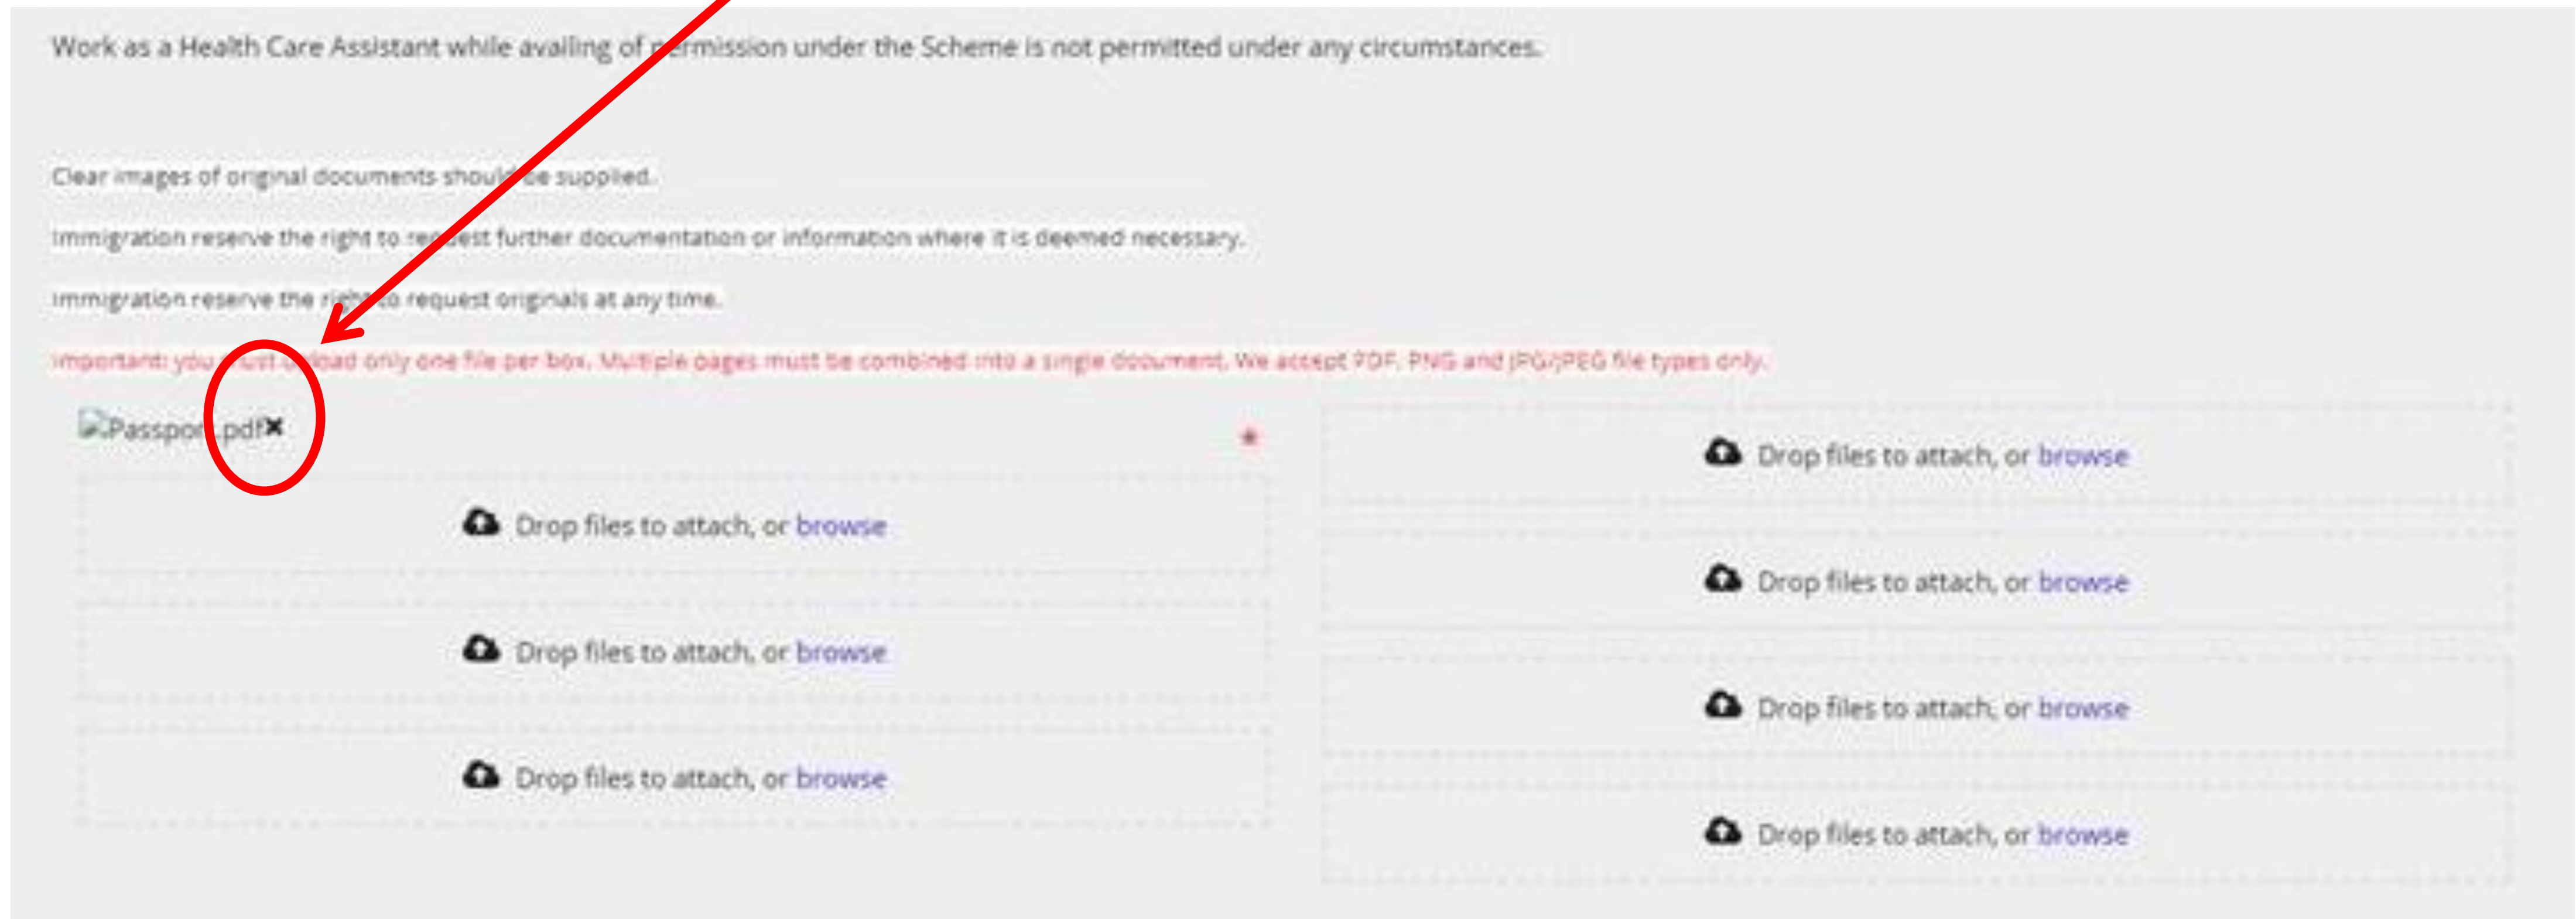 Work as a Health Care Assistant while availing of permission under the Scheme is not permitted under any circumstances.
Clear images of original documents should be supplied.
Immigration reserve the right to request further documentation or information where it is deemed necessary.
Immigration reserve the right to request originals at any time.
Important: you must upload only one file per box. Multiple pages must be combined into a single document. We accept PDF, PNG and JPG/JPEG file types only.
Passport.pdf✖ *
Drop files to attach, or browse
Drop files to attach, or browse
Drop files to attach, or browse
Drop files to attach, or browse
Drop files to attach, or browse
Drop files to attach, or browse
Drop files to attach, or browse